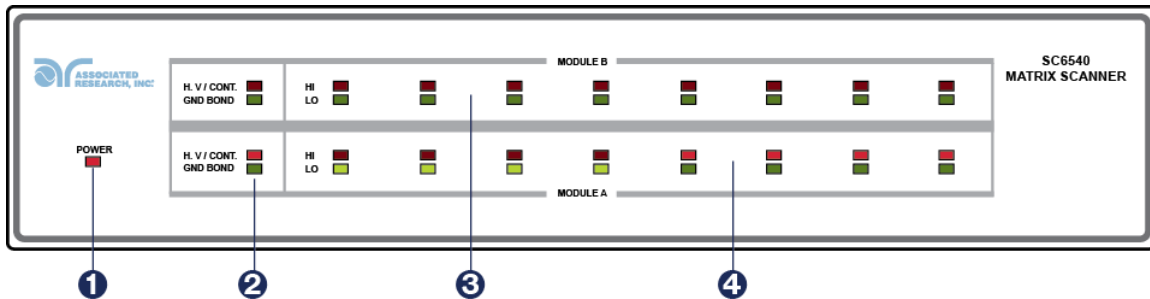 MODULE B
SC6540
MATRIX SCANNER
ASSOCIATED
RESEARCH, INC.
H. V / CONT.
GND BOND
HI
LO
POWER
H. V / CONT.
GND BOND
HI
LO
MODULE A
1
2
3
4